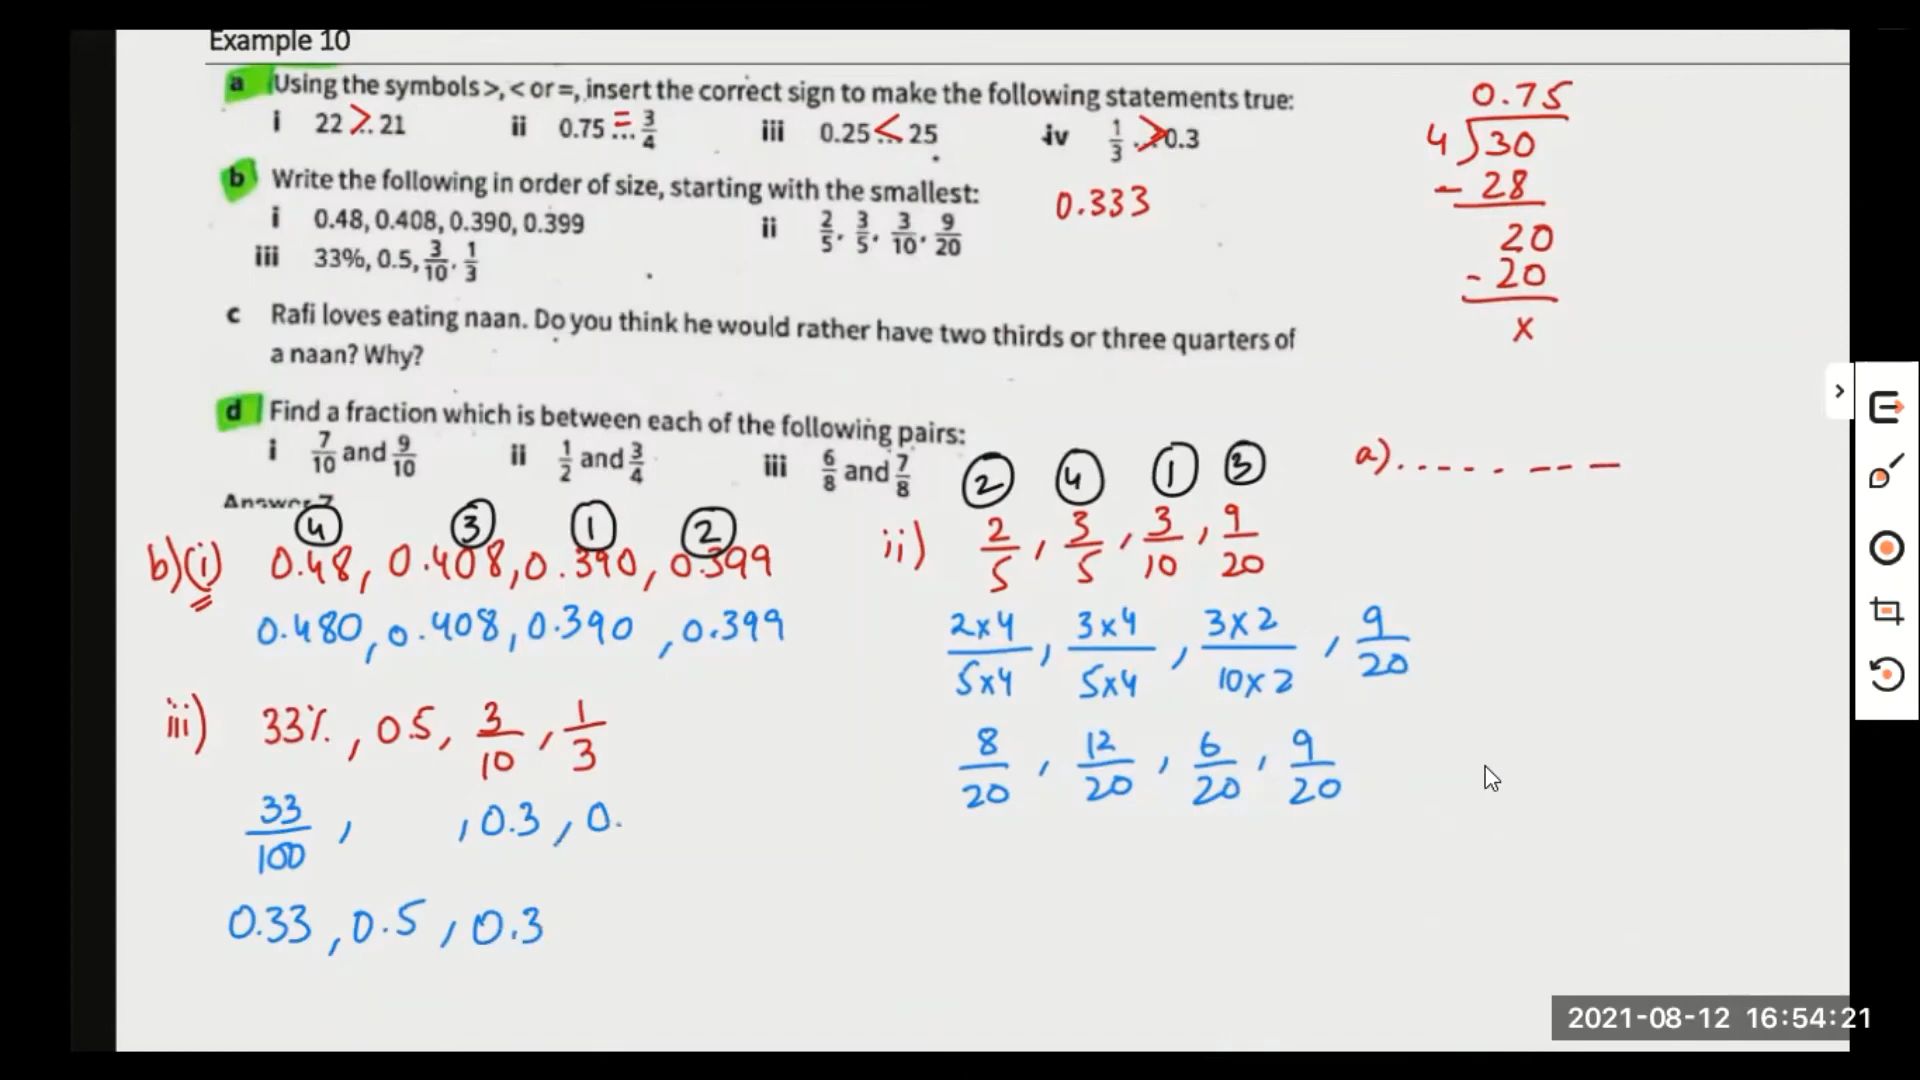 Example 10
a Using the symbols >, < or =, insert the correct sign to make the following statements true:
i 22 >.. 21 ii 0.75 =... 3/4 iii 0.25 <... 25 iv 1/3 ..> 0.3
b Write the following in order of size, starting with the smallest:
0.333
i 0.48, 0.408, 0.390, 0.399 ii 2/5, 3/5, 3/10, 9/20
iii 33%, 0.5, 3/10, 1/3
c Rafi loves eating naan. Do you think he would rather have two thirds or three quarters of
a naan? Why?
d Find a fraction which is between each of the following pairs:
i 7/10 and 9/10 ii 1/2 and 3/4 iii 6/8 and 7/8
0.75
4 ) 30
- 28
20
- 20
x
a) ..... -- - —
4 3 1 2
b)(i) 0.48, 0.408, 0.390, 0.399
0.480, 0.408, 0.390, 0.399
2 4 1 3
ii) 2/5, 3/5, 3/10, 9/20
2x4/5x4, 3x4/5x4, 3x2/10x2, 9/20
8/20, 12/20, 6/20, 9/20
iii) 33%, 0.5, 3/10, 1/3
33/100, , 0.3, 0.
0.33, 0.5, 0.3
2021-08-12 16:54:21